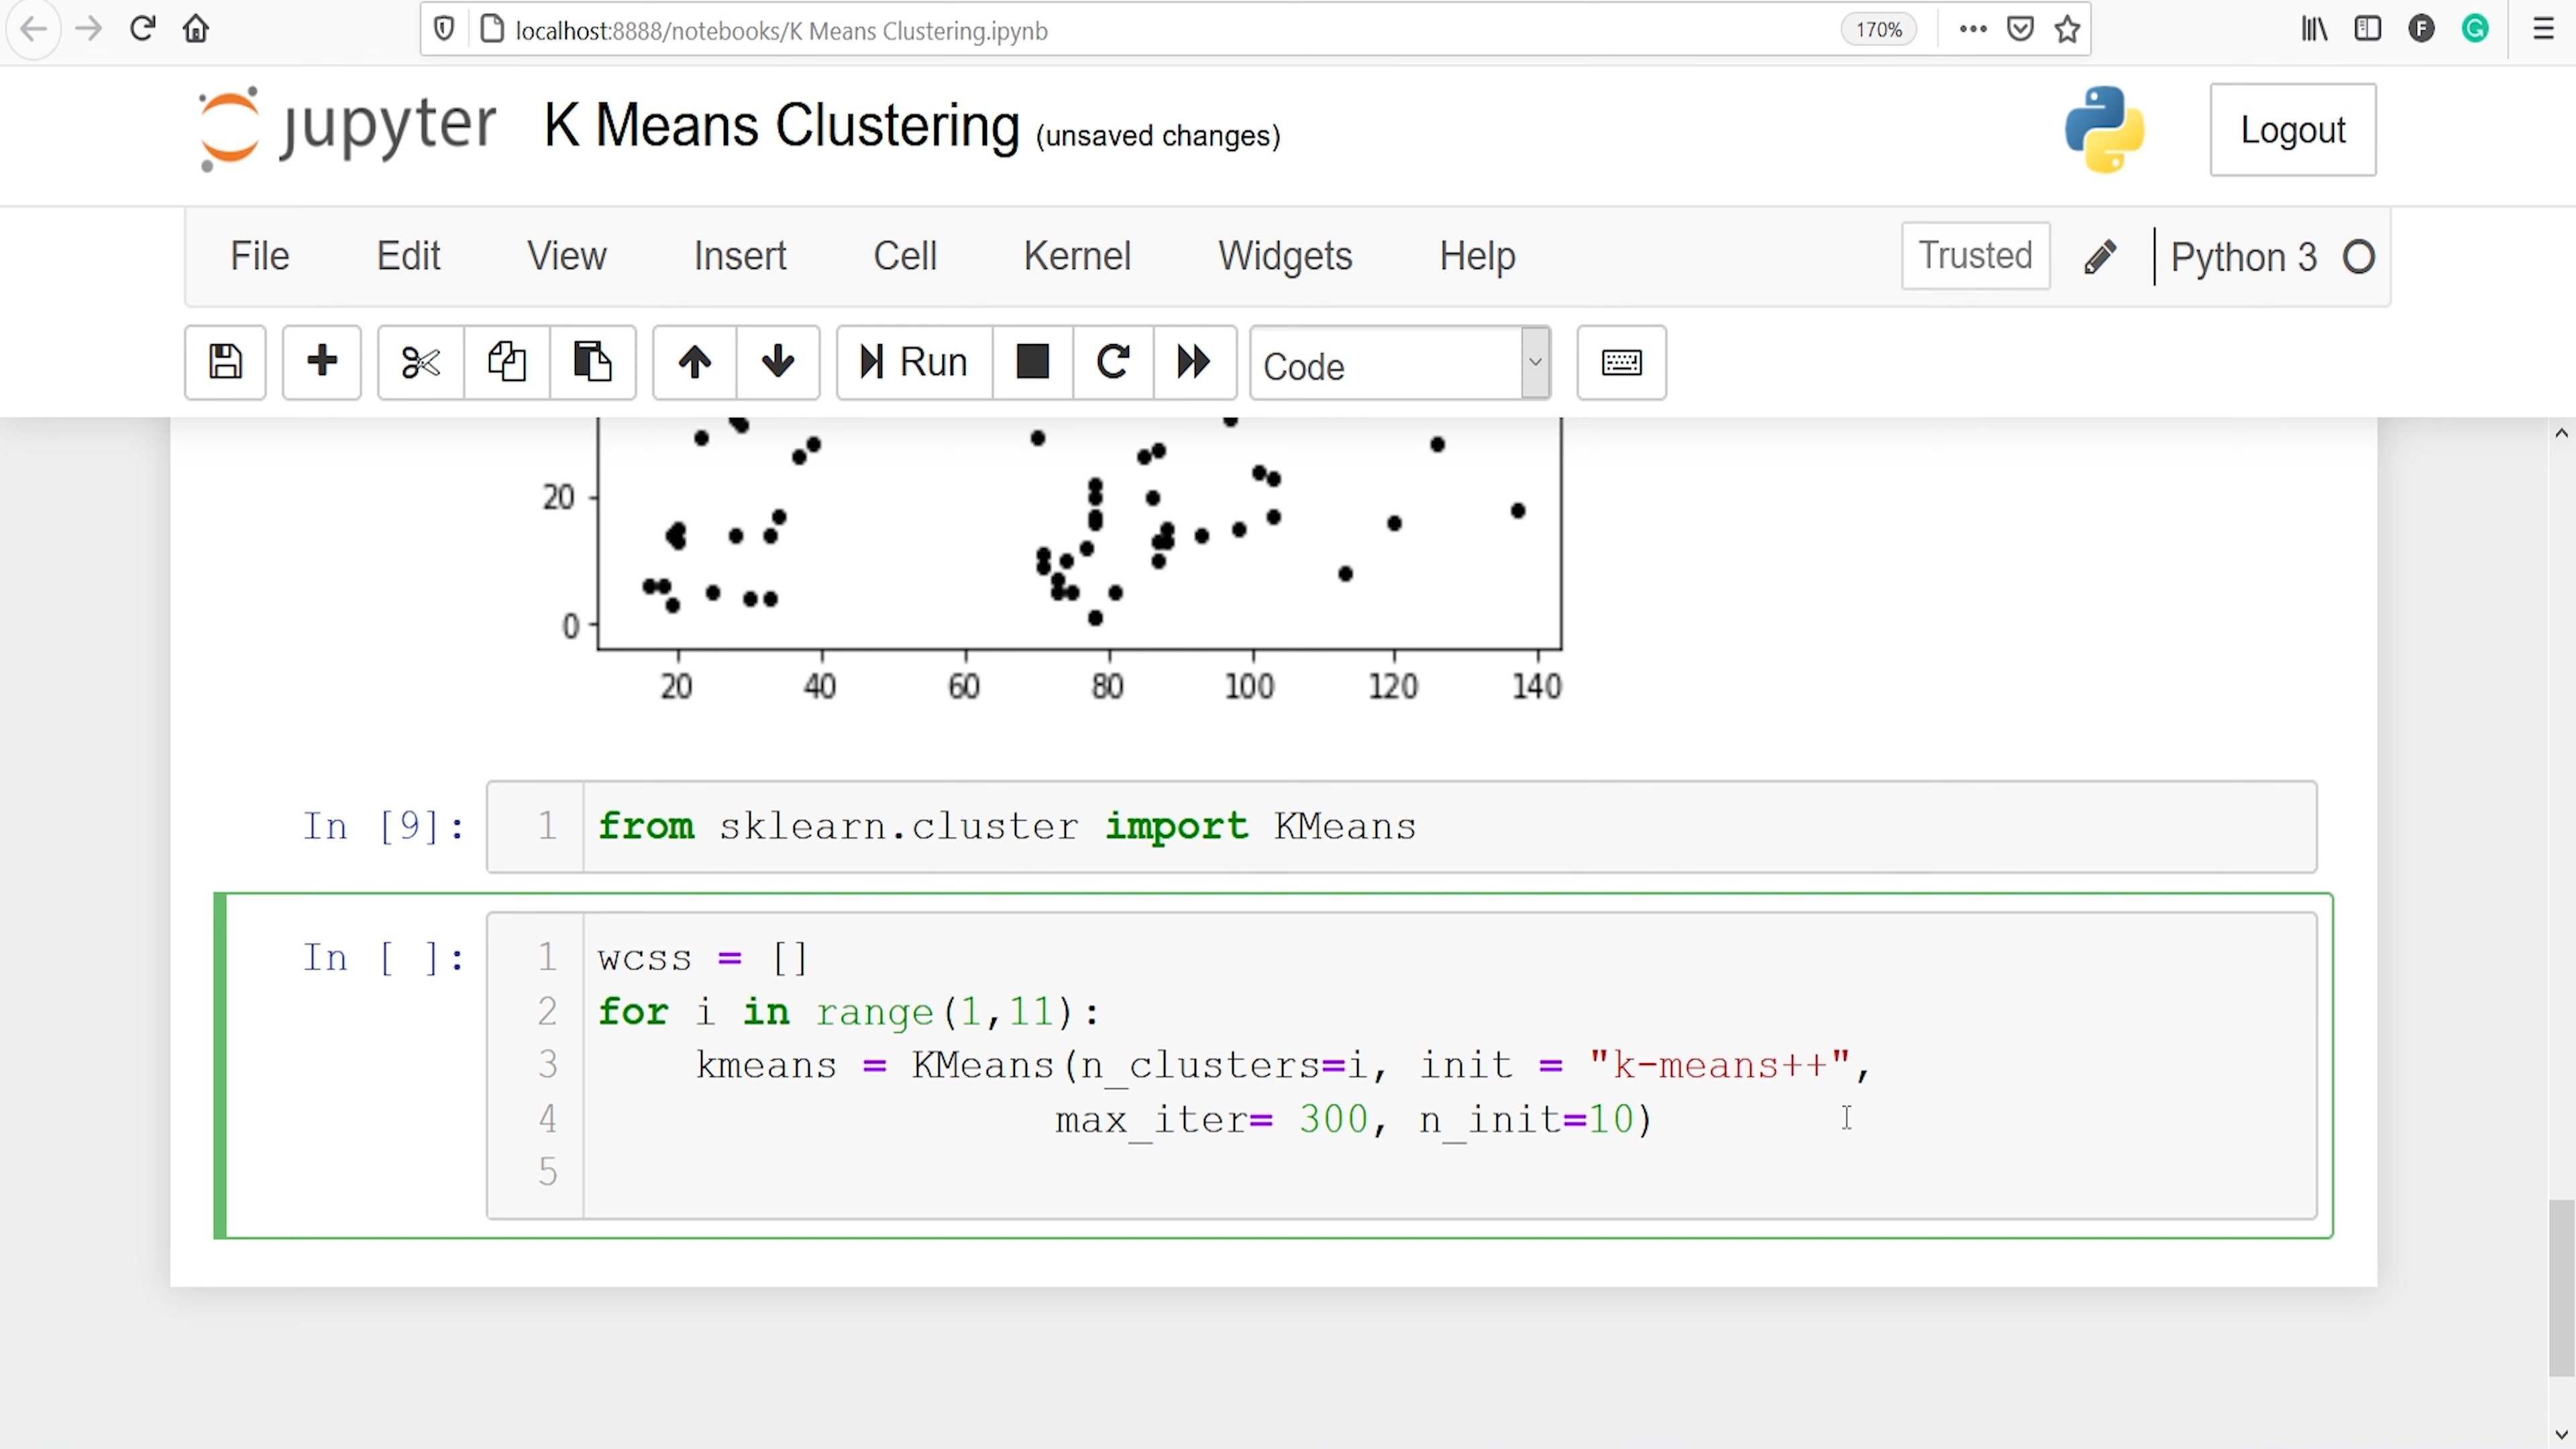 localhost:8888/notebooks/K Means Clustering.ipynb 170% ••• F G
jupyter K Means Clustering (unsaved changes) Logout
File Edit View Insert Cell Kernel Widgets Help Trusted Python 3
Run Code
20
0
20 40 60 80 100 120 140
In [9]: 1 from sklearn.cluster import KMeans
In [ ]: 1 wcss = []
2 for i in range(1,11):
3 kmeans = KMeans(n_clusters=i, init = "k-means++",
4 max_iter= 300, n_init=10)
5